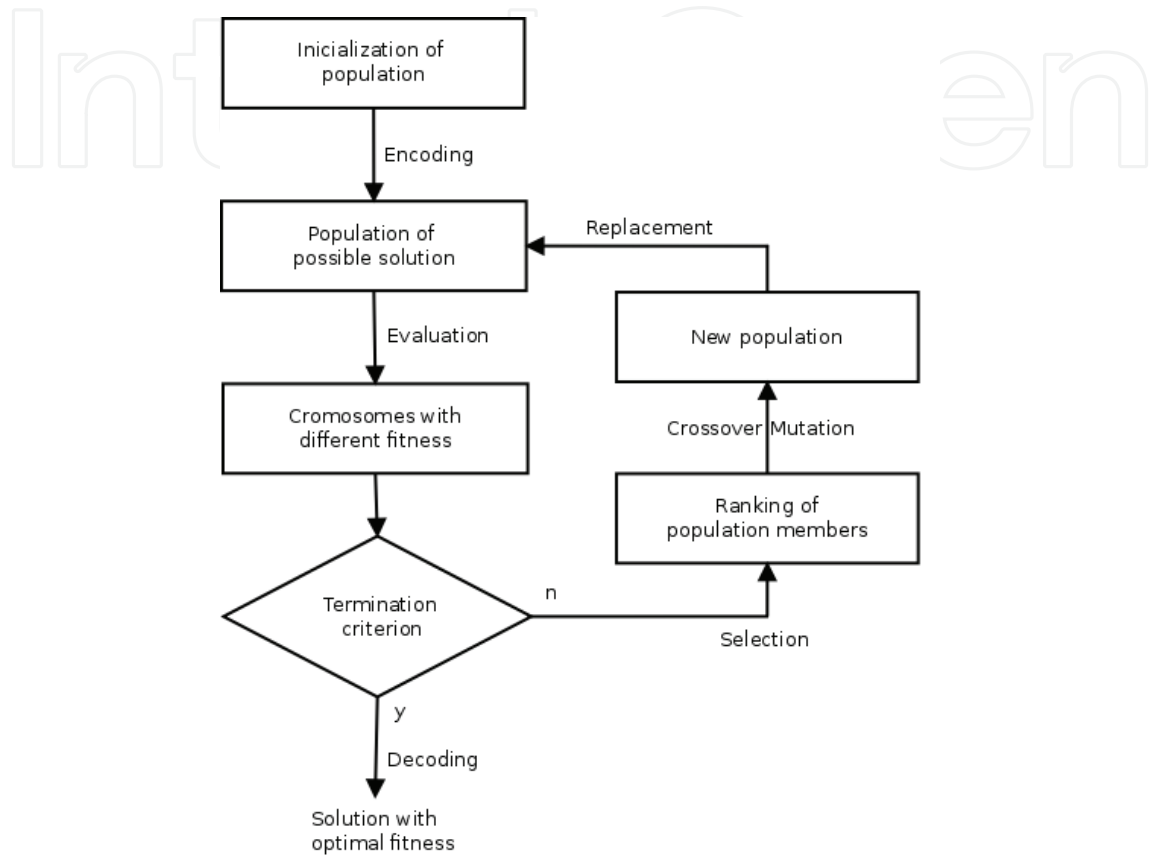 Inicialization of
population
Encoding
Population of
possible solution
Replacement
Evaluation
New population
Cromosomes with
different fitness
Crossover Mutation
Ranking of
population members
Termination
criterion
n
Selection
y
Decoding
Solution with
optimal fitness